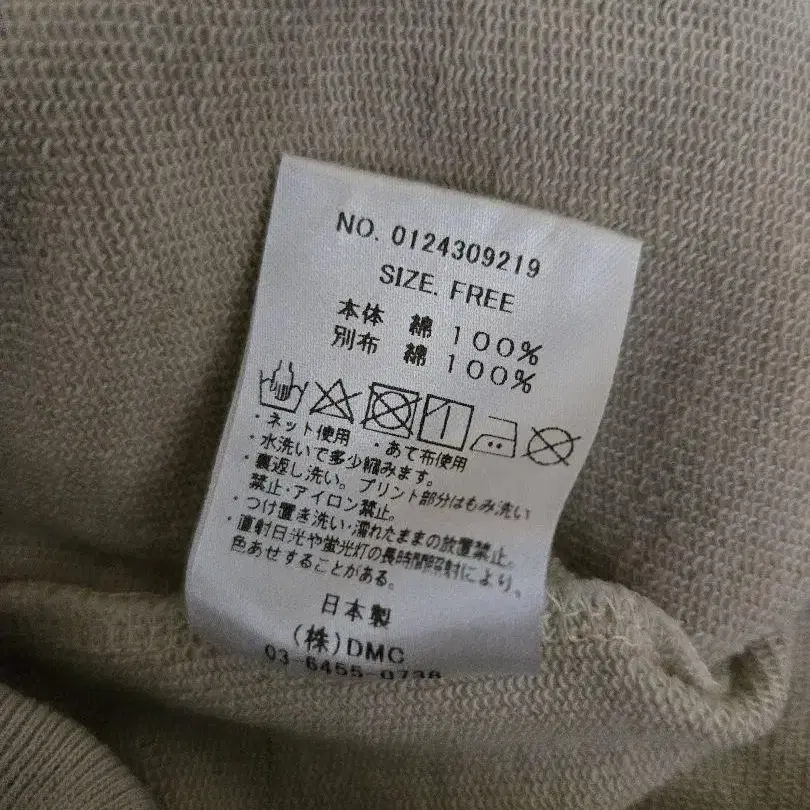 NO. 0124309219
SIZE. FREE
本体 綿 100%
別布 綿 100%
・ネット使用 ・あて布使用
・水洗いで多少縮みます。
・裏返し洗い。プリント部分はもみ洗い
禁止・アイロン禁止。
・つけ置き洗い・濡れたままの放置禁止。
・直射日光や蛍光灯の長時間照射により、
色あせすることがある。
日本製
(株)DMC
03-6455-0738